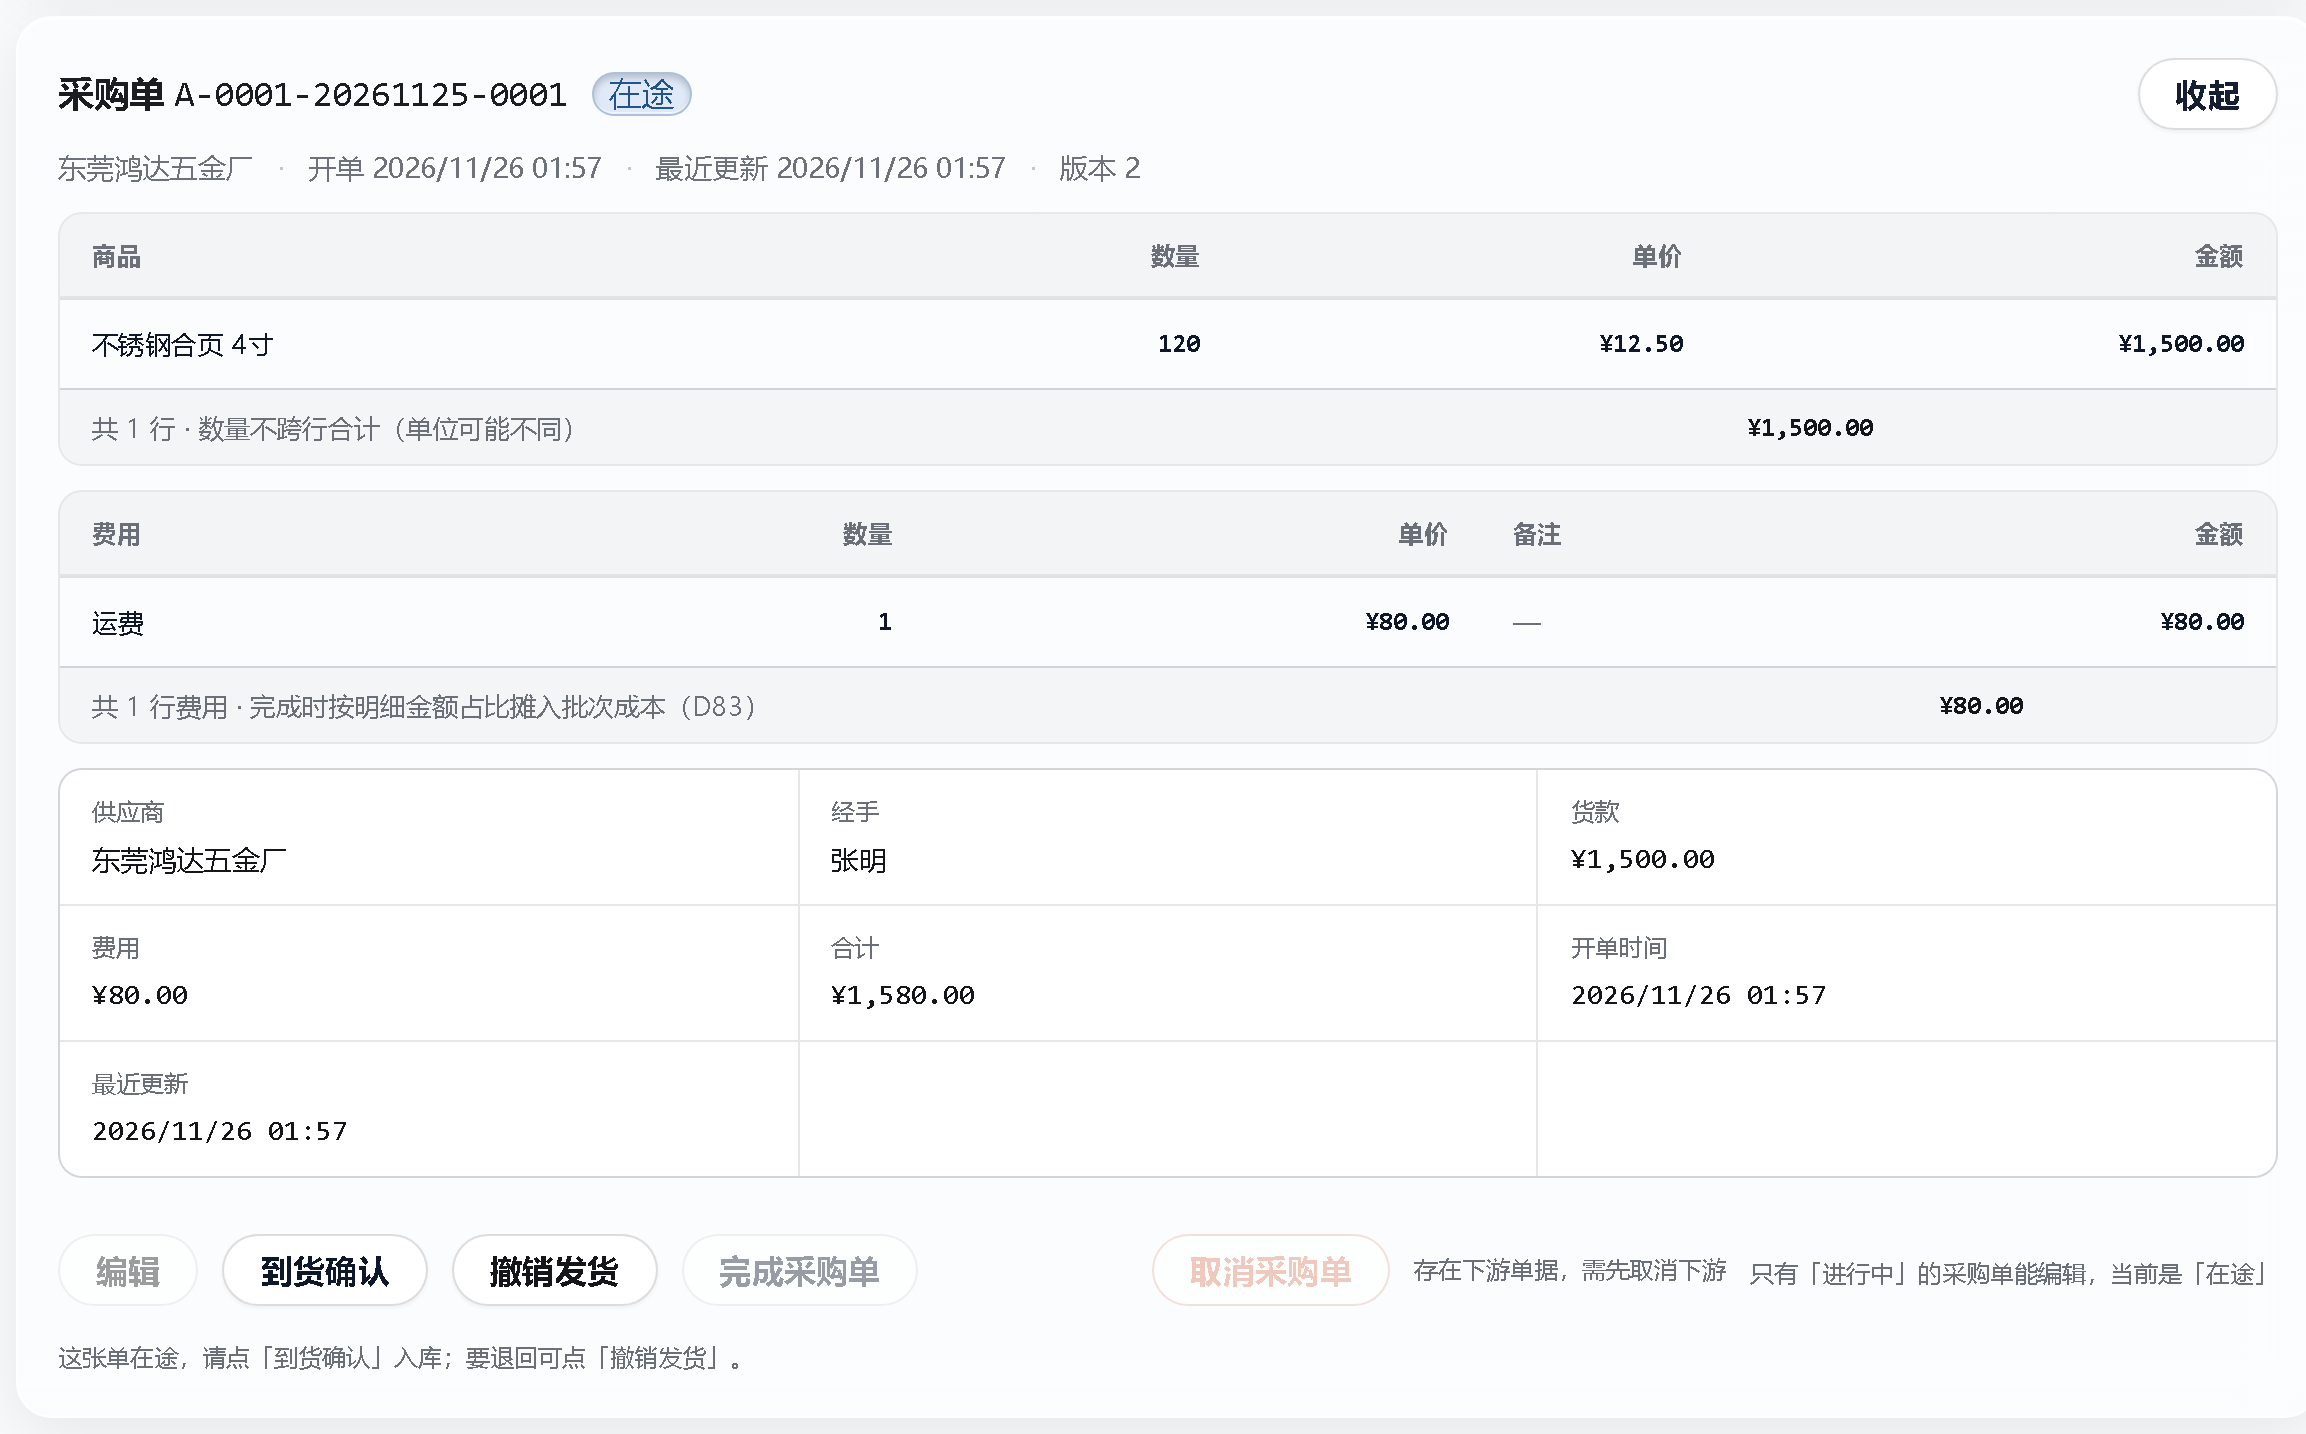 采购单 A-0001-20261125-0001 在途 收起
东莞鸿达五金厂 · 开单 2026/11/26 01:57 · 最近更新 2026/11/26 01:57 · 版本 2
商品 数量 单价 金额
不锈钢合页 4寸 120 ¥12.50 ¥1,500.00
共 1 行 · 数量不跨行合计（单位可能不同） ¥1,500.00
费用 数量 单价 备注 金额
运费 1 ¥80.00 — ¥80.00
共 1 行费用 · 完成时按明细金额占比摊入批次成本（D83） ¥80.00
供应商 经手 货款
东莞鸿达五金厂 张明 ¥1,500.00
费用 合计 开单时间
¥80.00 ¥1,580.00 2026/11/26 01:57
最近更新
2026/11/26 01:57
编辑 到货确认 撤销发货 完成采购单 取消采购单 存在下游单据，需先取消下游 只有「进行中」的采购单能编辑，当前是「在途」
这张单在途，请点「到货确认」入库；要退回可点「撤销发货」。